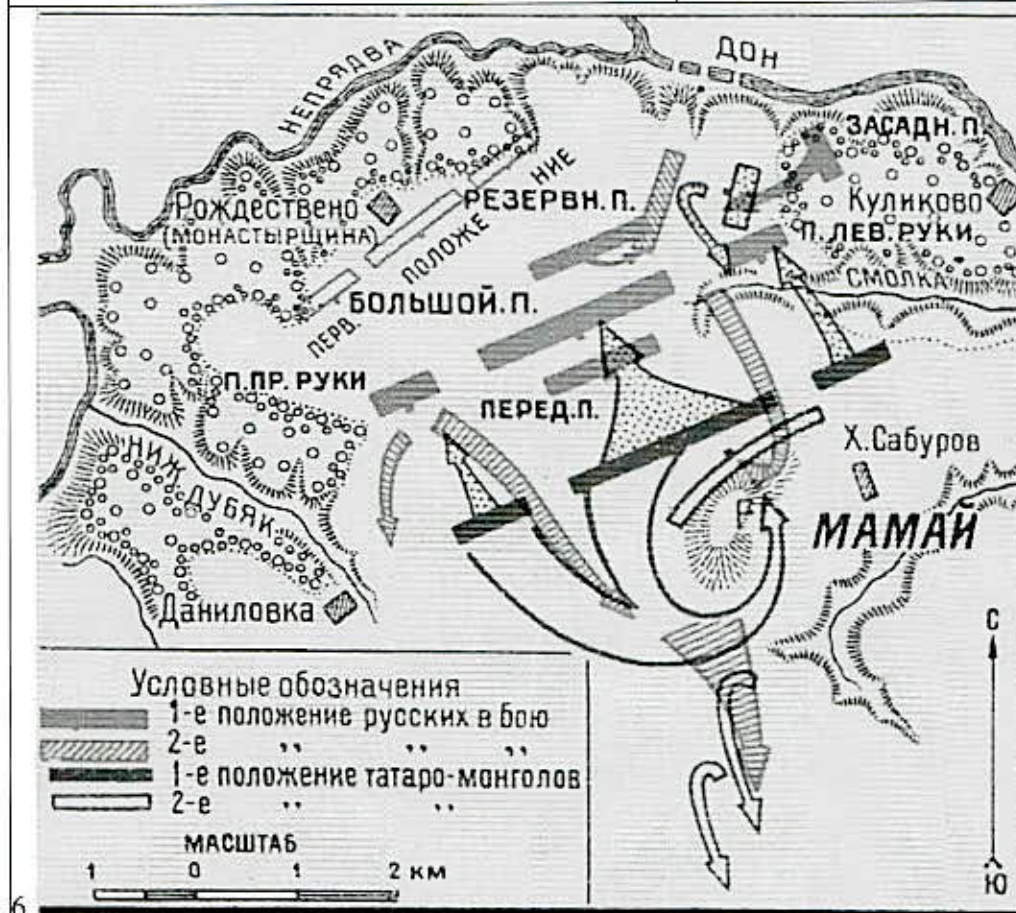 НЕПРЯДВА
ДОН
ЗАСАДН. П.
Рождествено
(МОНАСТЫРЩИНА)
РЕЗЕРВН. П.
Куликово
П. ЛЕВ. РУКИ
СМОЛКА
ПЕРВ. ПОЛОЖЕНИЕ
БОЛЬШОЙ. П.
П. ПР. РУКИ
ПЕРЕД. П.
НИЖ. ДУБЯК
Х. Сабуров
МАМАЙ
Даниловка
С
Ю
Условные обозначения
1-е положение русских в бою
2-е ,, ,, ,,
1-е положение татаро-монголов
2-е ,, ,,
МАСШТАБ
1 0 1 2 км
6